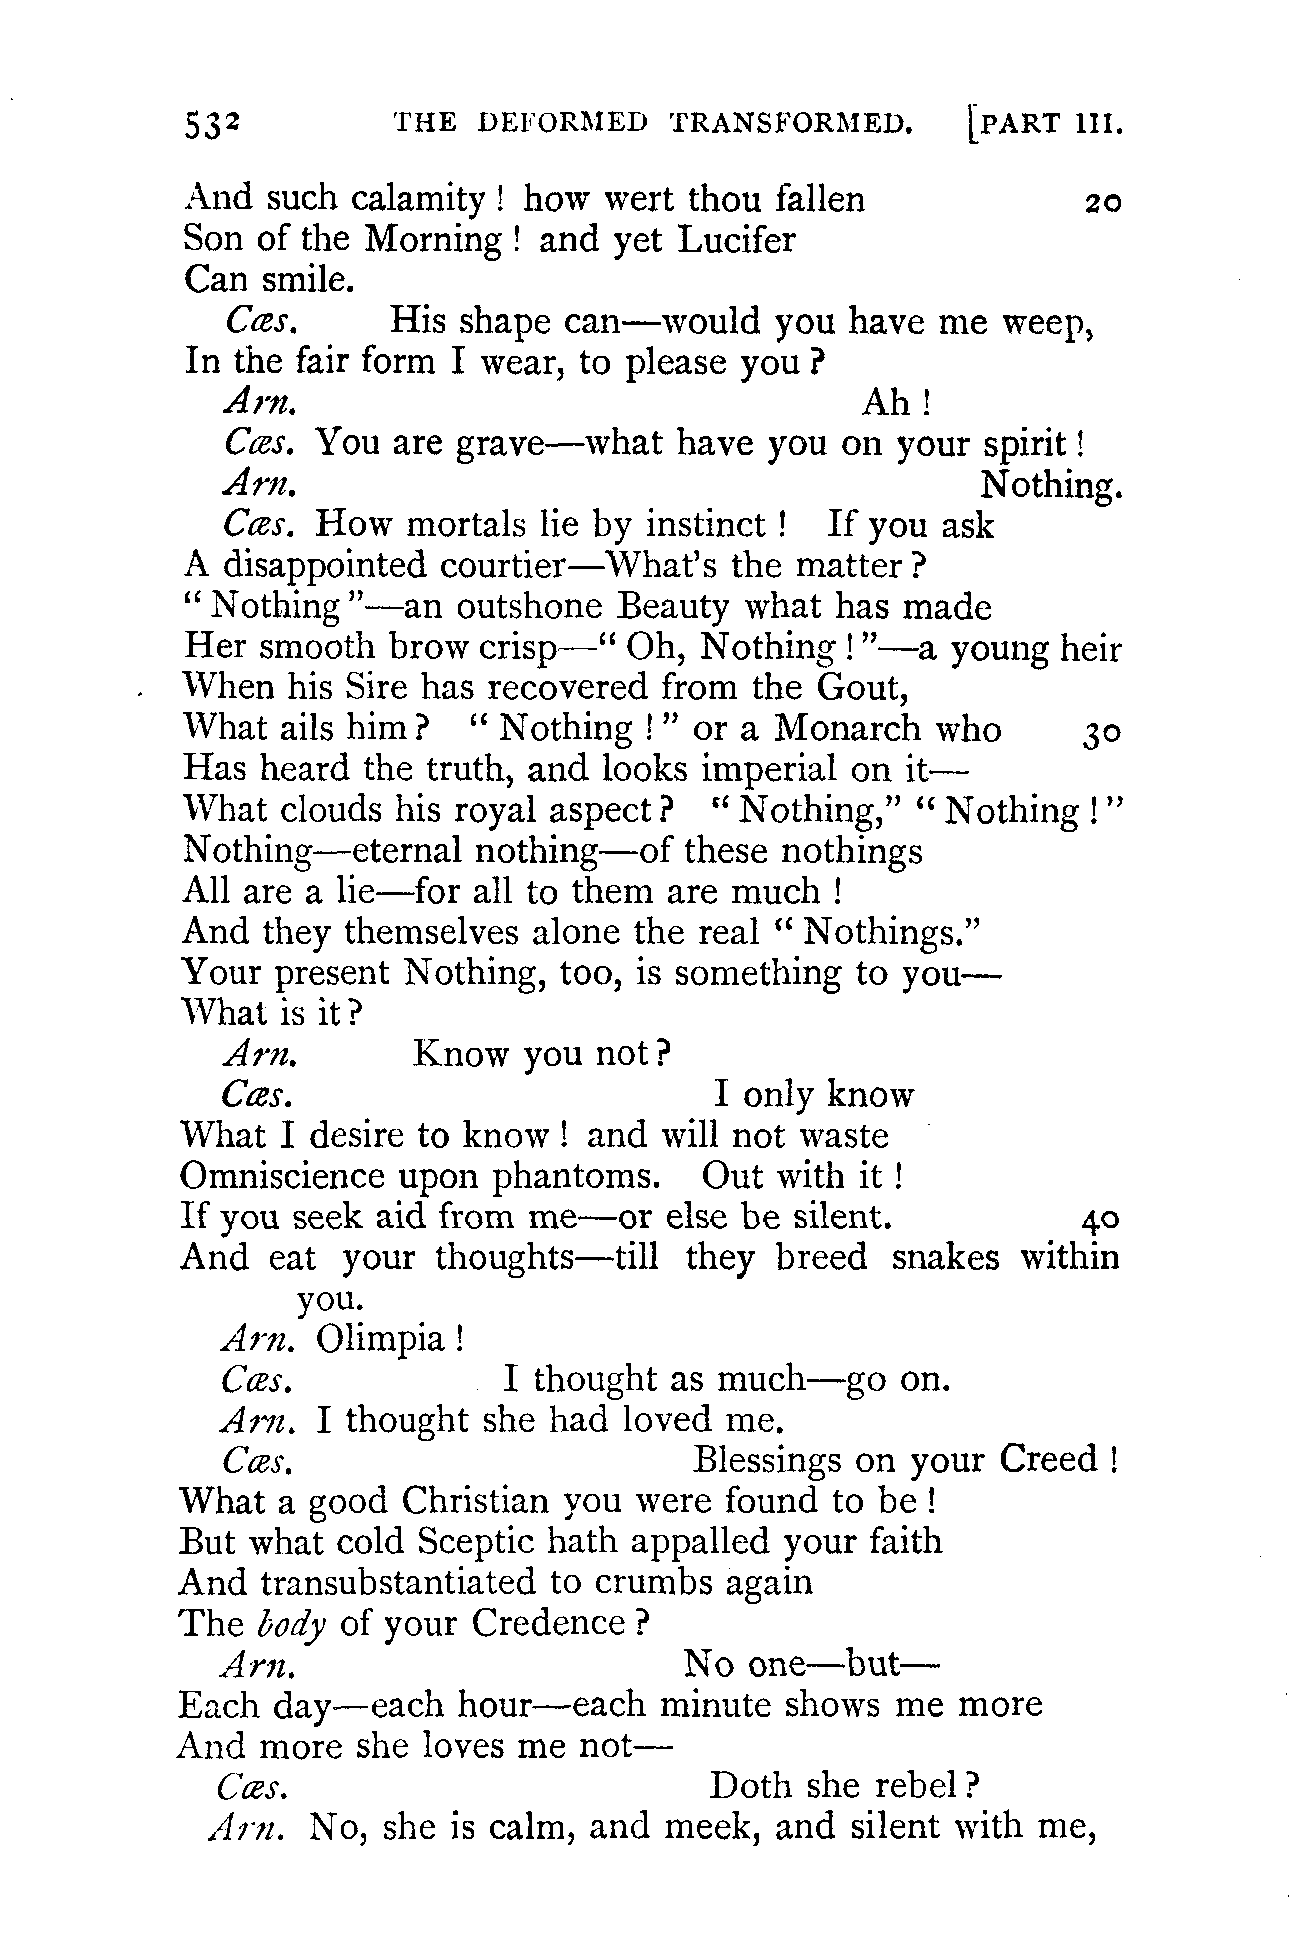 532 THE DEFORMED TRANSFORMED. [PART III.
And such calamity ! how wert thou fallen 20
Son of the Morning ! and yet Lucifer
Can smile.
Cæs. His shape can—would you have me weep,
In the fair form I wear, to please you ?
Arn. Ah !
Cæs. You are grave—what have you on your spirit !
Arn. Nothing.
Cæs. How mortals lie by instinct ! If you ask
A disappointed courtier—What's the matter ?
“ Nothing ”—an outshone Beauty what has made
Her smooth brow crisp—“ Oh, Nothing ! ”—a young heir
When his Sire has recovered from the Gout,
What ails him ? “ Nothing ! ” or a Monarch who 30
Has heard the truth, and looks imperial on it—
What clouds his royal aspect ? “ Nothing,” “ Nothing ! ”
Nothing—eternal nothing—of these nothings
All are a lie—for all to them are much !
And they themselves alone the real “ Nothings.”
Your present Nothing, too, is something to you—
What is it ?
Arn. Know you not ?
Cæs. I only know
What I desire to know ! and will not waste
Omniscience upon phantoms. Out with it !
If you seek aid from me—or else be silent. 40
And eat your thoughts—till they breed snakes within
you.
Arn. Olimpia !
Cæs. I thought as much—go on.
Arn. I thought she had loved me.
Cæs. Blessings on your Creed !
What a good Christian you were found to be !
But what cold Sceptic hath appalled your faith
And transubstantiated to crumbs again
The body of your Credence ?
Arn. No one—but—
Each day—each hour—each minute shows me more
And more she loves me not—
Cæs. Doth she rebel ?
Arn. No, she is calm, and meek, and silent with me,